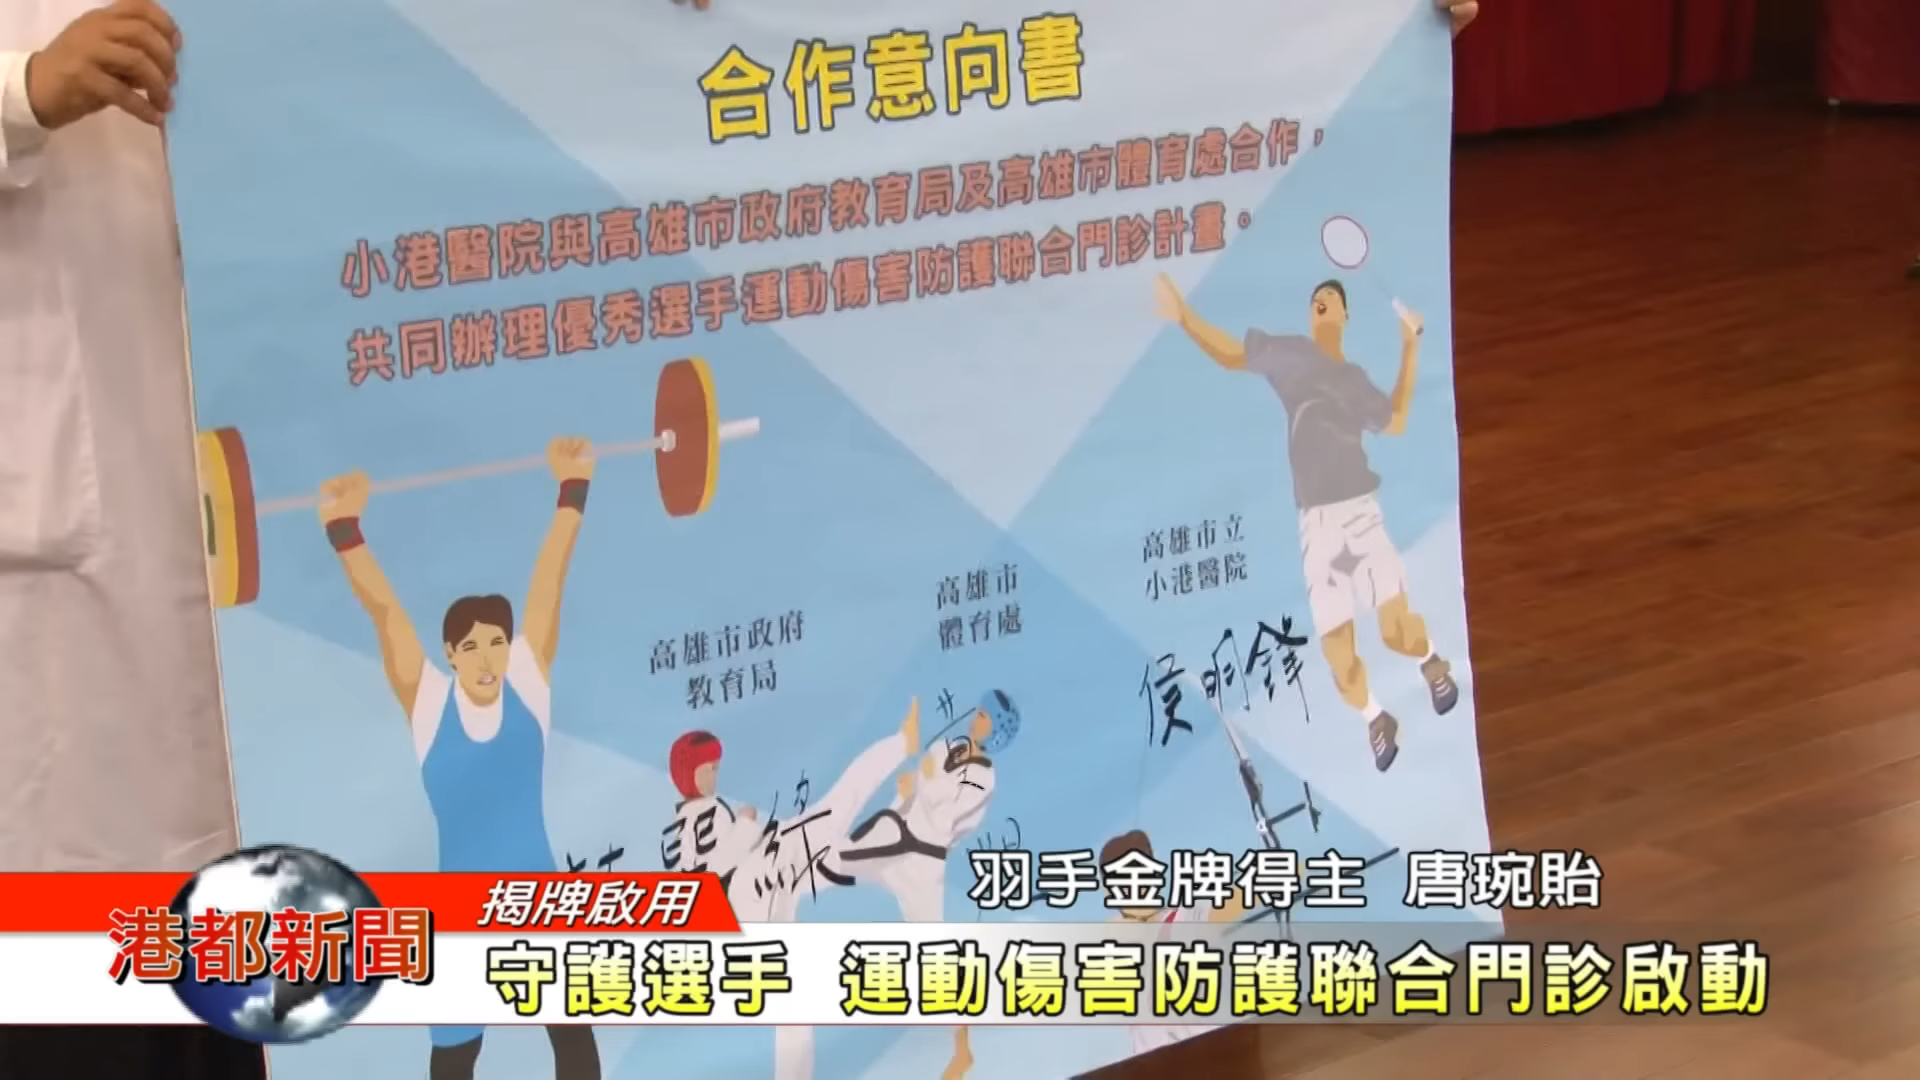 合作意向書
小港醫院與高雄市政府教育局及高雄市體育處合作，
共同辦理優秀選手運動傷害防護聯合門診計畫。
高雄市立
小港醫院
高雄市
體育處
高雄市政府
教育局
侯明鋒
羽手金牌得主 唐琬貽
揭牌啟用
港都新聞
守護選手 運動傷害防護聯合門診啟動